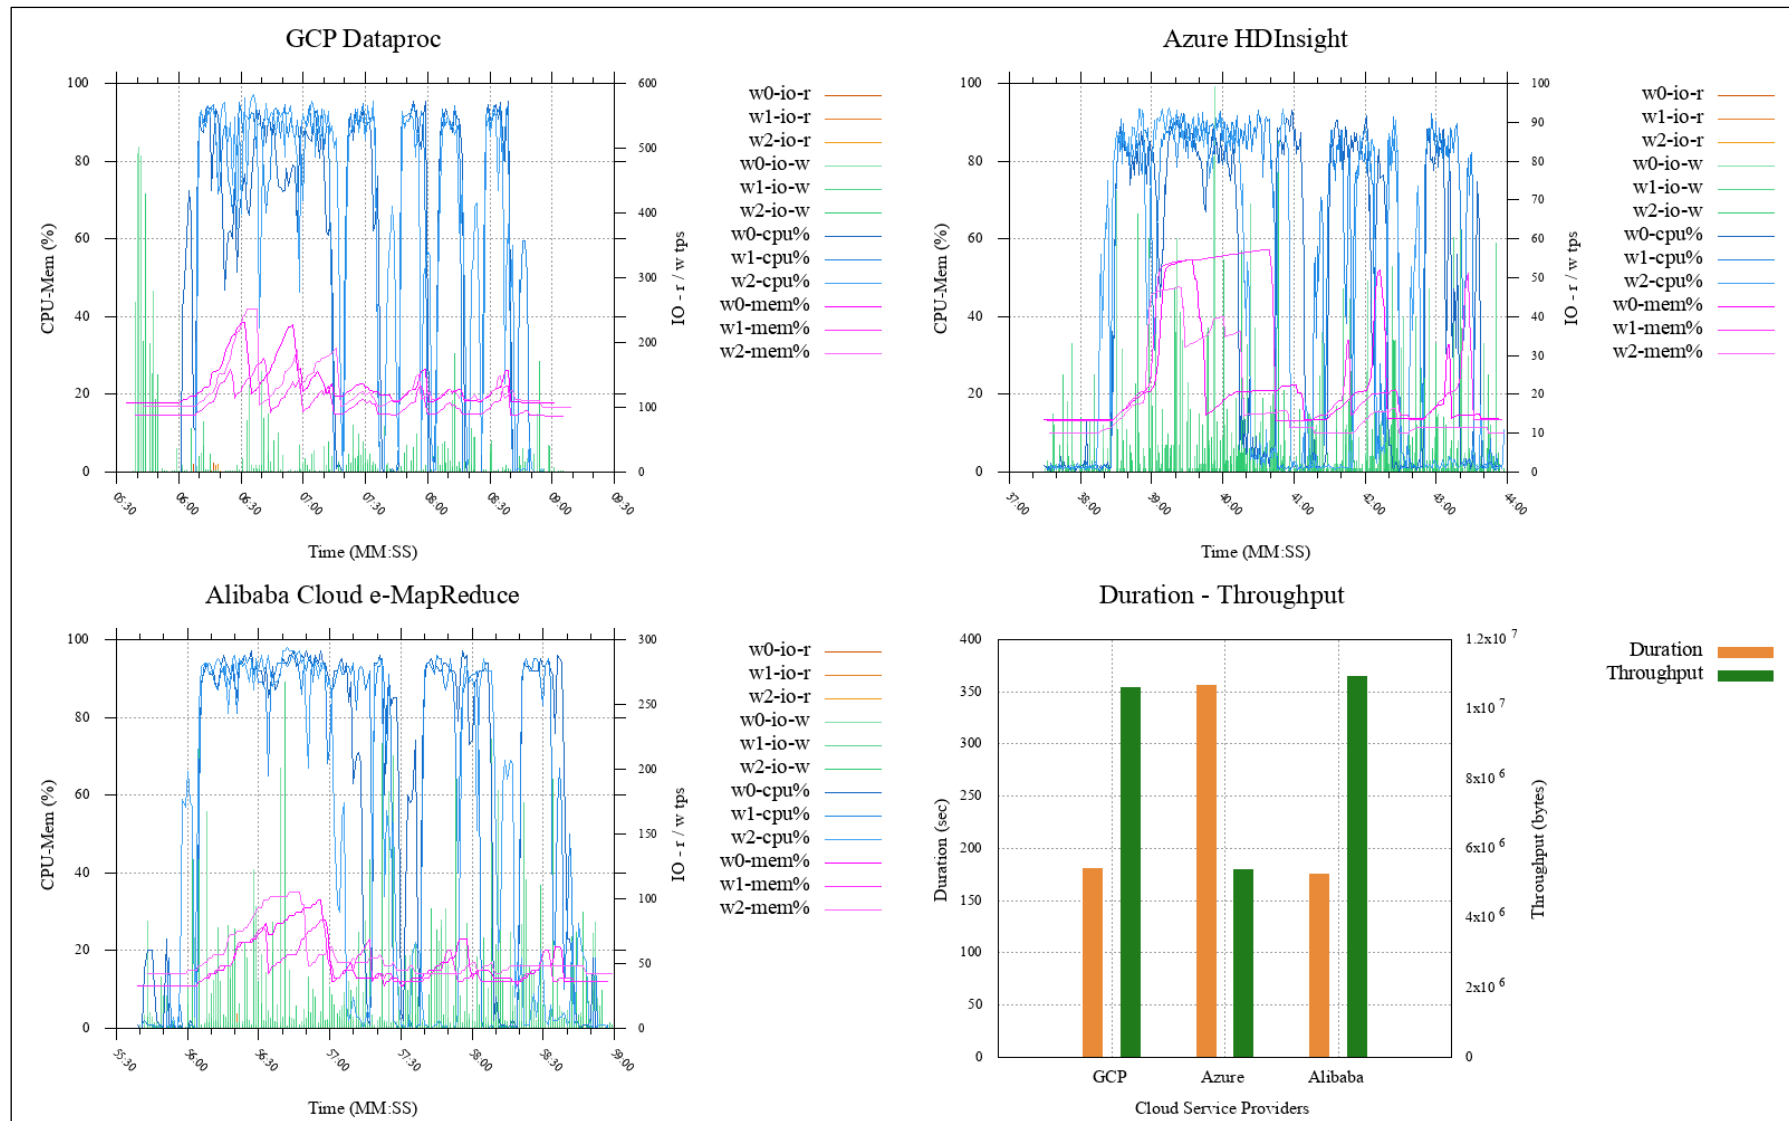 GCP Dataproc
100
80
60
40
20
0
CPU-Mem (%)
600
500
400
300
200
100
0
IO - r / w tps
05:30
06:00
06:30
07:00
07:30
08:00
08:30
09:00
09:30
Time (MM:SS)
w0-io-r
w1-io-r
w2-io-r
w0-io-w
w1-io-w
w2-io-w
w0-cpu%
w1-cpu%
w2-cpu%
w0-mem%
w1-mem%
w2-mem%
Azure HDInsight
100
80
60
40
20
0
CPU-Mem (%)
100
90
80
70
60
50
40
30
20
10
0
IO - r / w tps
37:00
38:00
39:00
40:00
41:00
42:00
43:00
44:00
Time (MM:SS)
w0-io-r
w1-io-r
w2-io-r
w0-io-w
w1-io-w
w2-io-w
w0-cpu%
w1-cpu%
w2-cpu%
w0-mem%
w1-mem%
w2-mem%
Alibaba Cloud e-MapReduce
100
80
60
40
20
0
CPU-Mem (%)
300
250
200
150
100
50
0
IO - r / w tps
55:30
56:00
56:30
57:00
57:30
58:00
58:30
59:00
Time (MM:SS)
w0-io-r
w1-io-r
w2-io-r
w0-io-w
w1-io-w
w2-io-w
w0-cpu%
w1-cpu%
w2-cpu%
w0-mem%
w1-mem%
w2-mem%
Duration - Throughput
400
350
300
250
200
150
100
50
0
Duration (sec)
1.2x10 7
1x10 7
8x10 6
6x10 6
4x10 6
2x10 6
0
Throughput (bytes)
GCP
Azure
Alibaba
Cloud Service Providers
Duration
Throughput